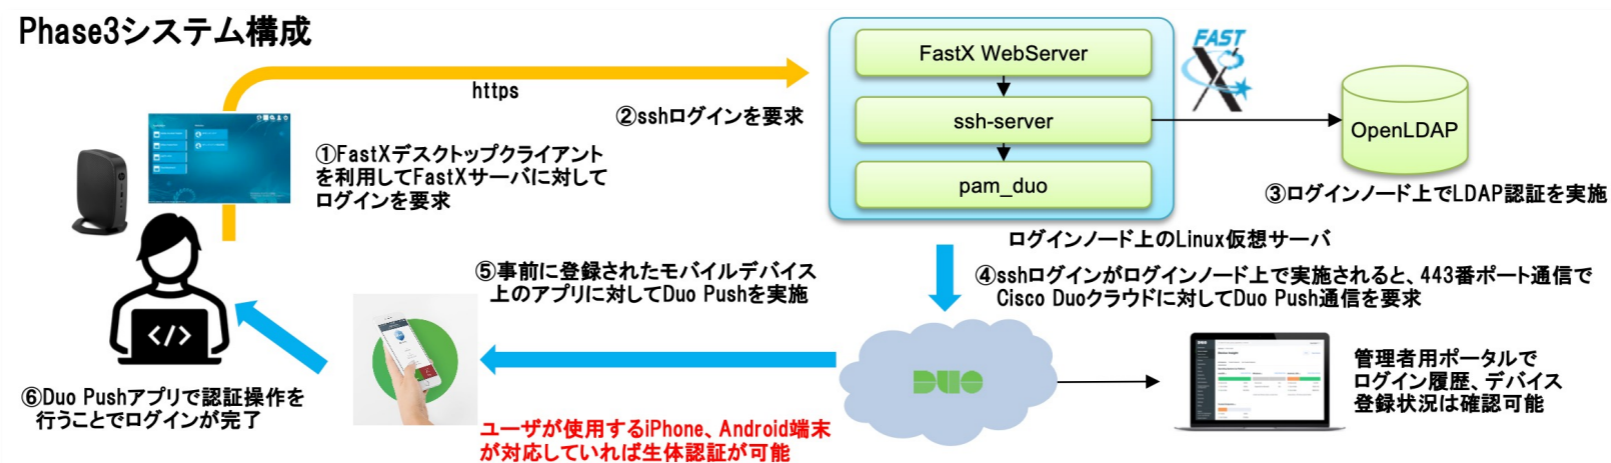 Phase3システム構成
https
②sshログインを要求
①FastXデスクトップクライアント
を利用してFastXサーバに対して
ログインを要求
FastX WebServer
ssh-server
pam_duo
FAST
X
OpenLDAP
③ログインノード上でLDAP認証を実施
ログインノード上のLinux仮想サーバ
④sshログインがログインノード上で実施されると、443番ポート通信で
Cisco Duoクラウドに対してDuo Push通信を要求
⑤事前に登録されたモバイルデバイス
上のアプリに対してDuo Pushを実施
DUO
管理者用ポータルで
ログイン履歴、デバイス
登録状況は確認可能
⑥Duo Pushアプリで認証操作を
行うことでログインが完了
ユーザが使用するiPhone、Android端末
が対応していれば生体認証が可能